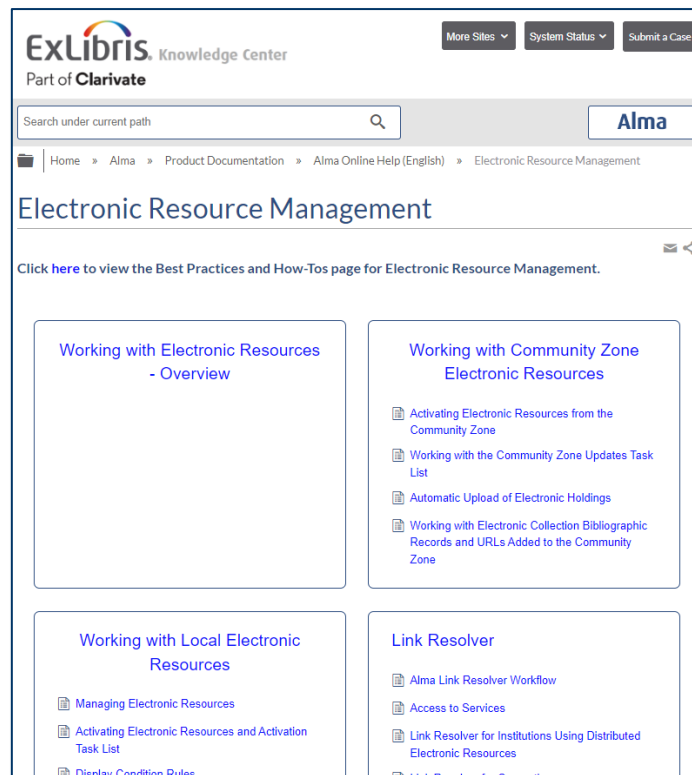 ExLibris. Knowledge Center
Part of Clarivate
More Sites
System Status
Submit a Case
Search under current path
Alma
Home » Alma » Product Documentation » Alma Online Help (English) » Electronic Resource Management
Electronic Resource Management
Click here to view the Best Practices and How-Tos page for Electronic Resource Management.
Working with Electronic Resources
- Overview
Working with Community Zone
Electronic Resources
Activating Electronic Resources from the
Community Zone
Working with the Community Zone Updates Task
List
Automatic Upload of Electronic Holdings
Working with Electronic Collection Bibliographic
Records and URLs Added to the Community
Zone
Working with Local Electronic
Resources
Managing Electronic Resources
Activating Electronic Resources and Activation
Task List
Display Condition Rules
Link Resolver
Alma Link Resolver Workflow
Access to Services
Link Resolver for Institutions Using Distributed
Electronic Resources